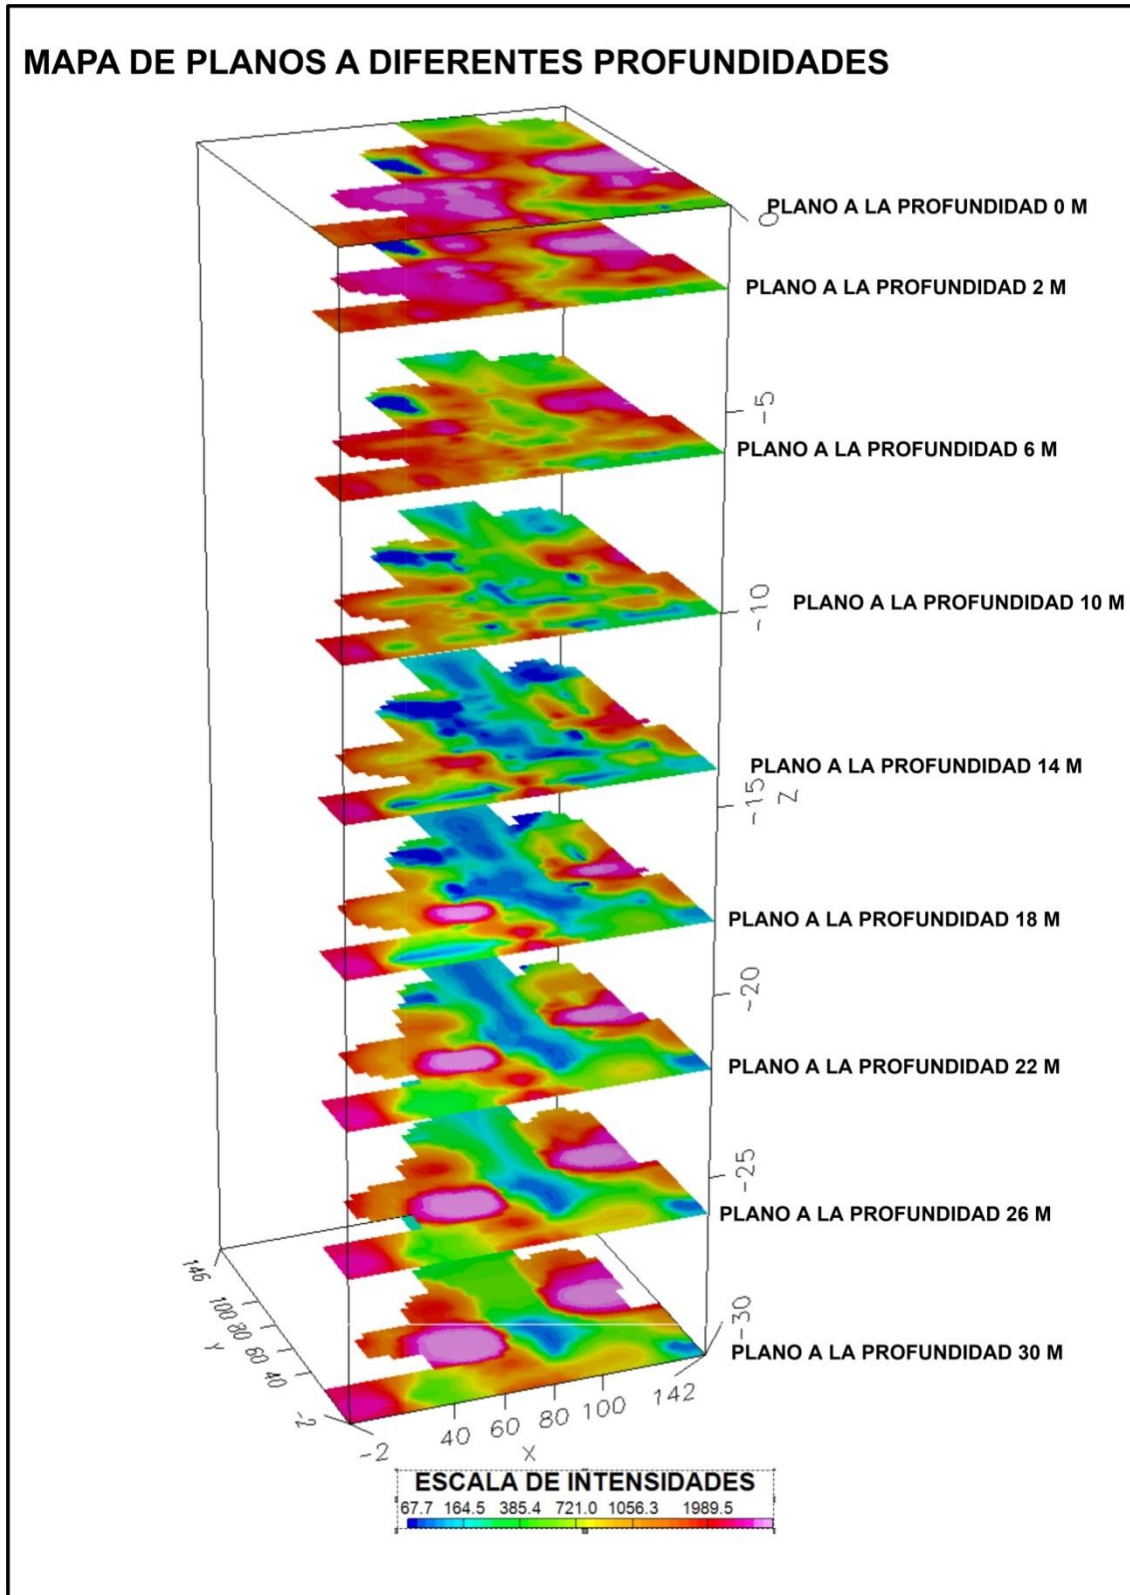 MAPA DE PLANOS A DIFERENTES PROFUNDIDADES
PLANO A LA PROFUNDIDAD 0 M
0
PLANO A LA PROFUNDIDAD 2 M
-5
PLANO A LA PROFUNDIDAD 6 M
-10
PLANO A LA PROFUNDIDAD 10 M
PLANO A LA PROFUNDIDAD 14 M
-15
Z
PLANO A LA PROFUNDIDAD 18 M
-20
PLANO A LA PROFUNDIDAD 22 M
-25
PLANO A LA PROFUNDIDAD 26 M
-30
PLANO A LA PROFUNDIDAD 30 M
146
100
80
60
40
-2
Y
-2
40
60
80
100
142
X
ESCALA DE INTENSIDADES
67.7 164.5 385.4 721.0 1056.3 1989.5